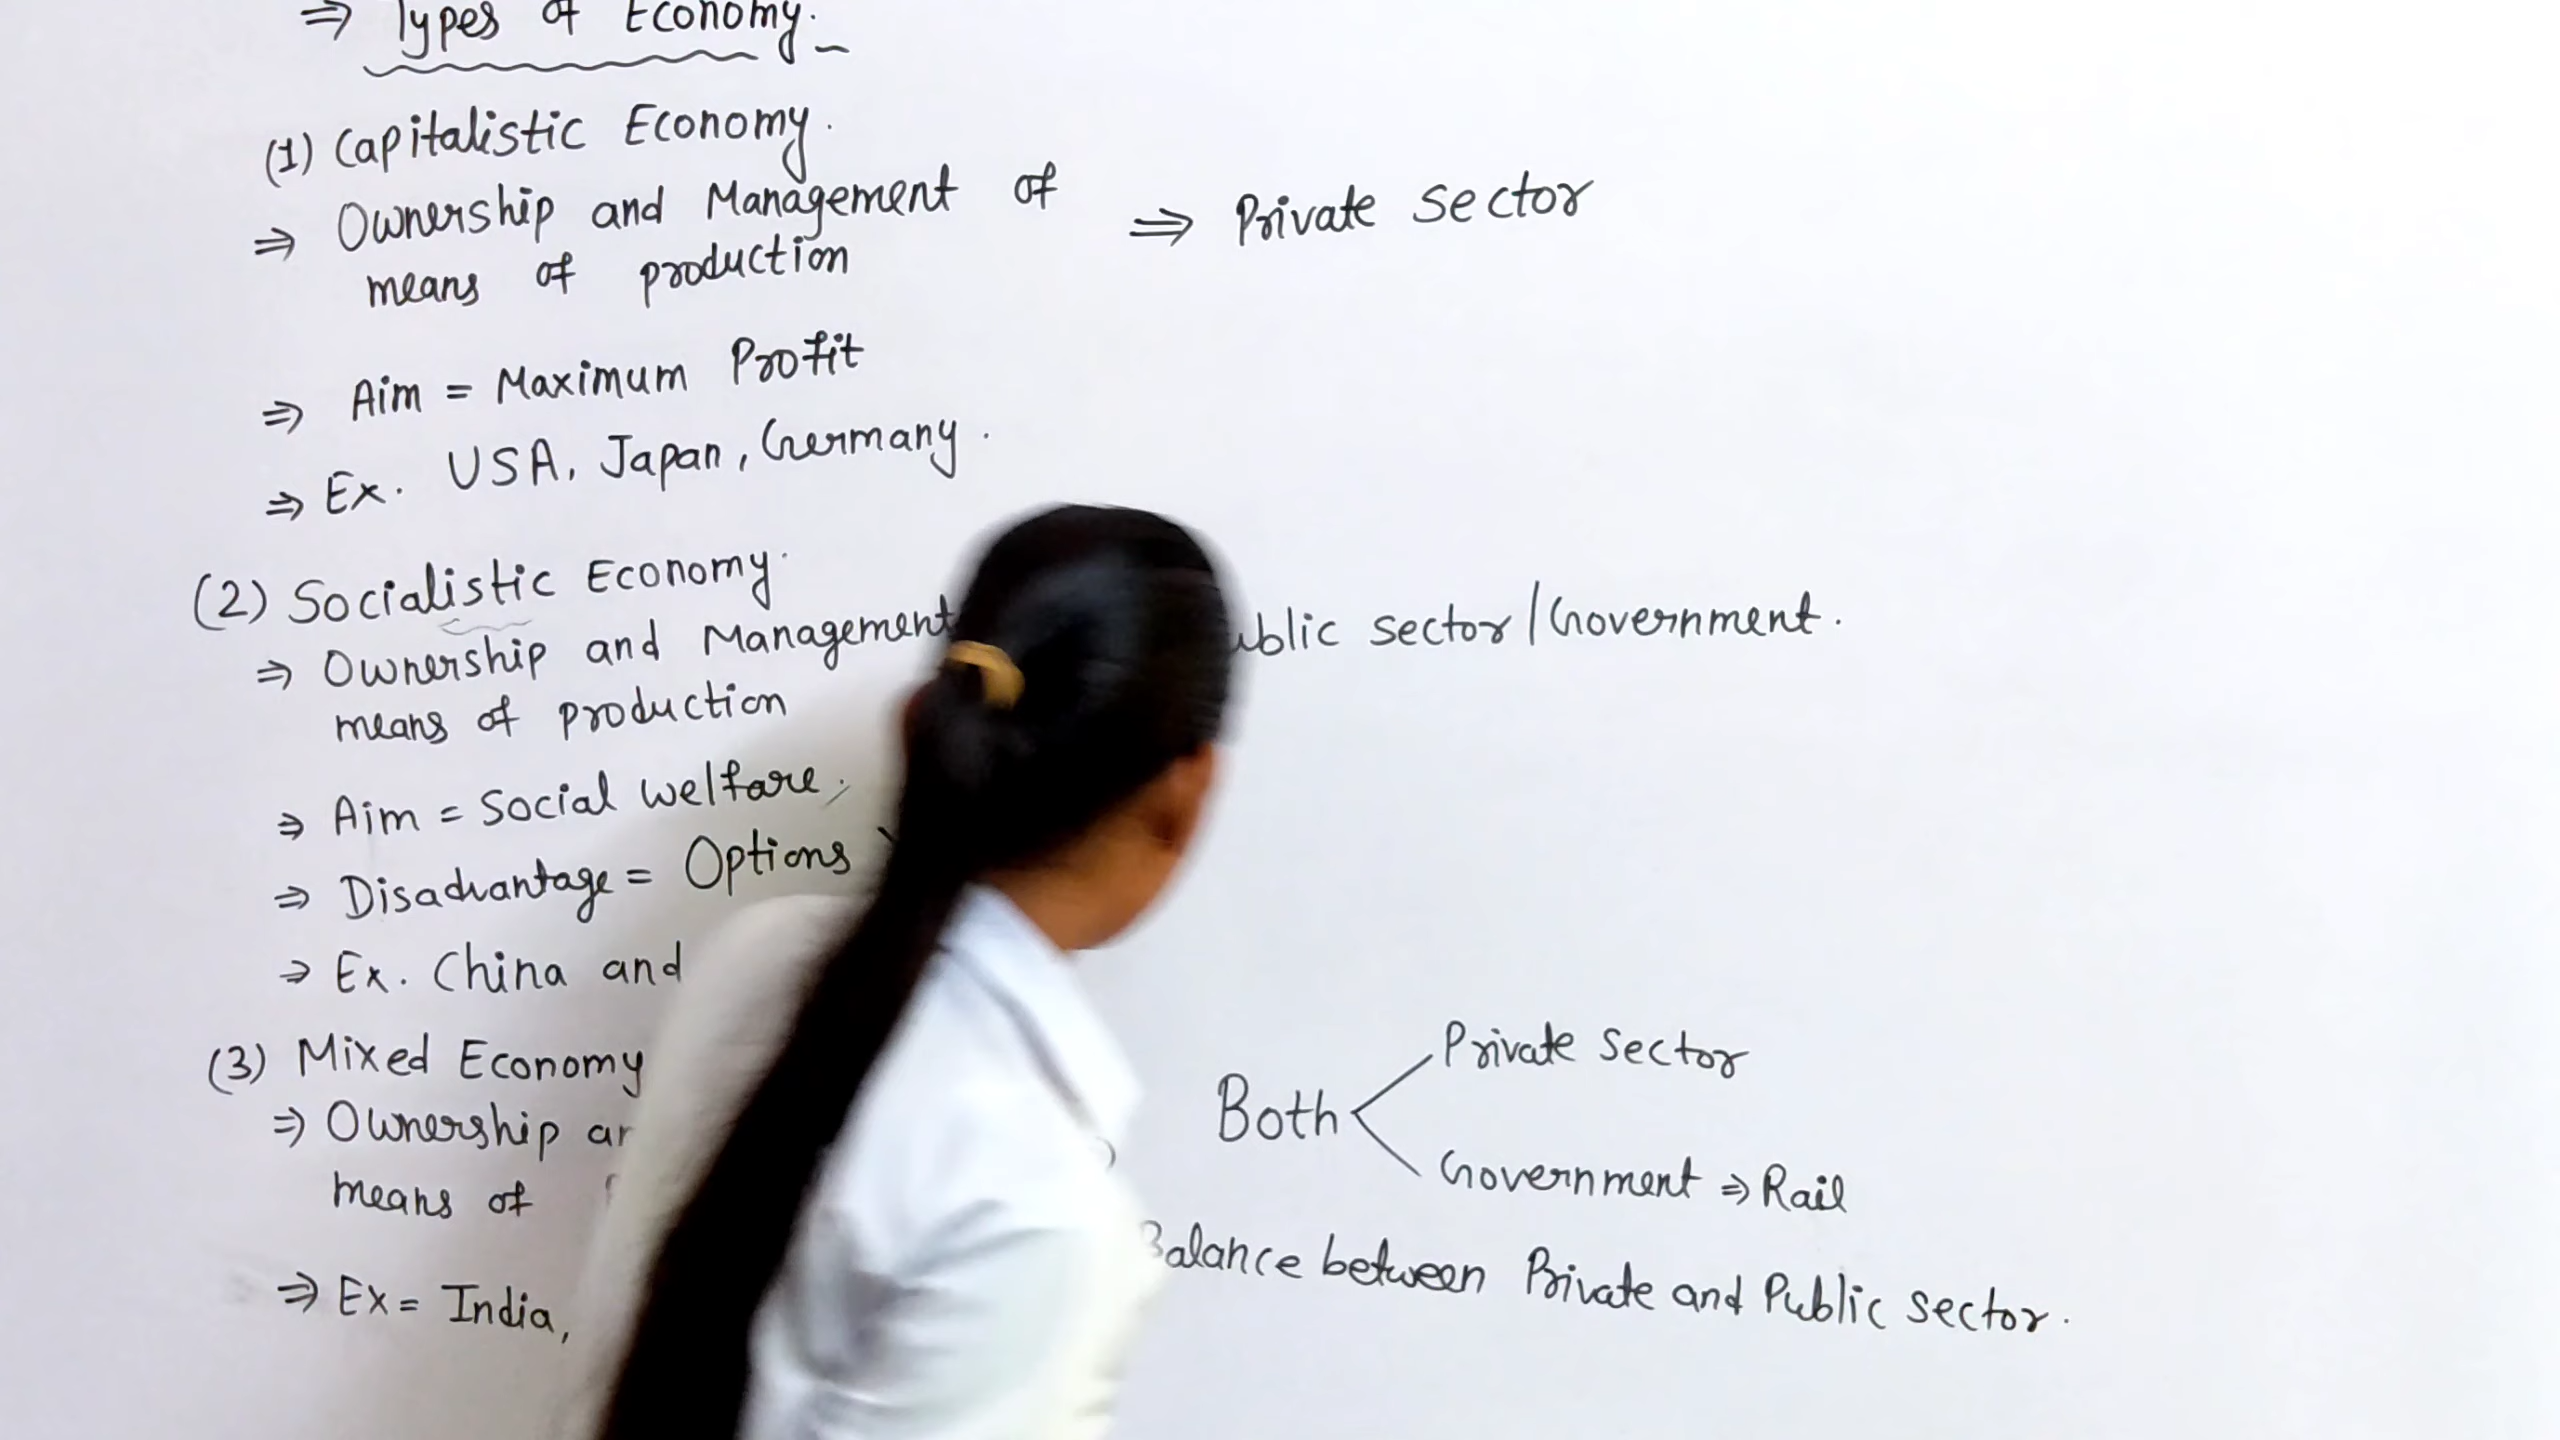 ⇒ Types of Economy.
(1) Capitalistic Economy.
⇒ Ownership and Management of
means of production
⇒ Private sector
⇒ Aim = Maximum Profit
⇒ Ex. USA, Japan, Germany.
(2) Socialistic Economy.
⇒ Ownership and Management
means of production
sector/Government.
⇒ Aim = Social welfare.
⇒ Disadvantage = Options
⇒ Ex. China and
(3) Mixed Economy
⇒ Ownership
means of
Both
Private sector
Government ⇒ Rail
Balance between Private and Public sector.
⇒ Ex = India,